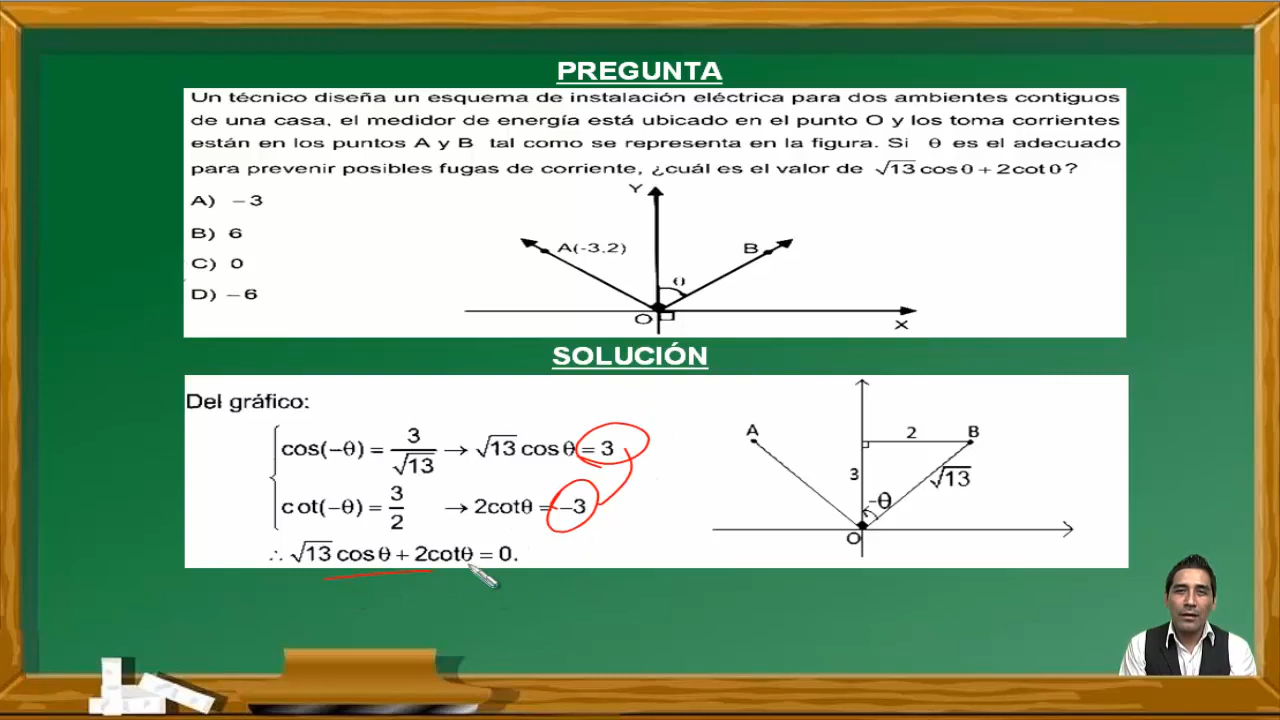 PREGUNTA
Un técnico diseña un esquema de instalación eléctrica para dos ambientes contiguos
de una casa, el medidor de energía está ubicado en el punto O y los toma corrientes
están en los puntos A y B tal como se representa en la figura. Si θ es el adecuado
para prevenir posibles fugas de corriente, ¿cuál es el valor de √13 cosθ + 2cotθ?
A) −3
B) 6
C) 0
D) −6
Y
A(-3.2)
B
θ
O
X
SOLUCIÓN
Del gráfico:
cos(−θ) = 3/√13 → √13 cosθ = 3
cot(−θ) = 3/2 → 2cotθ = −3
∴ √13 cosθ + 2cotθ = 0.
A
2
B
3
√13
-θ
O